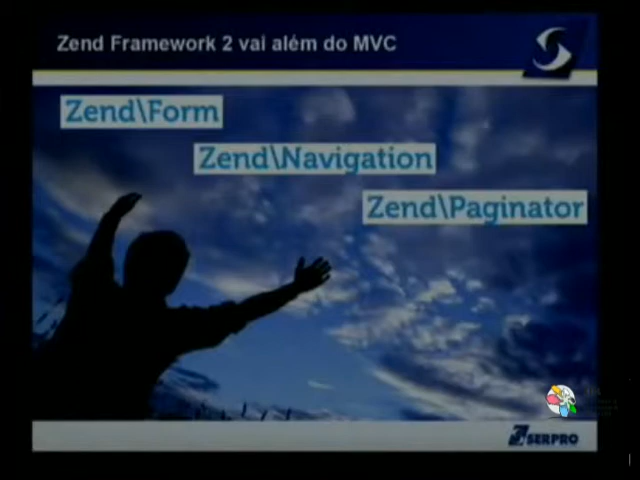 Zend Framework 2 vai além do MVC
Zend\Form
Zend\Navigation
Zend\Paginator
SERPRO